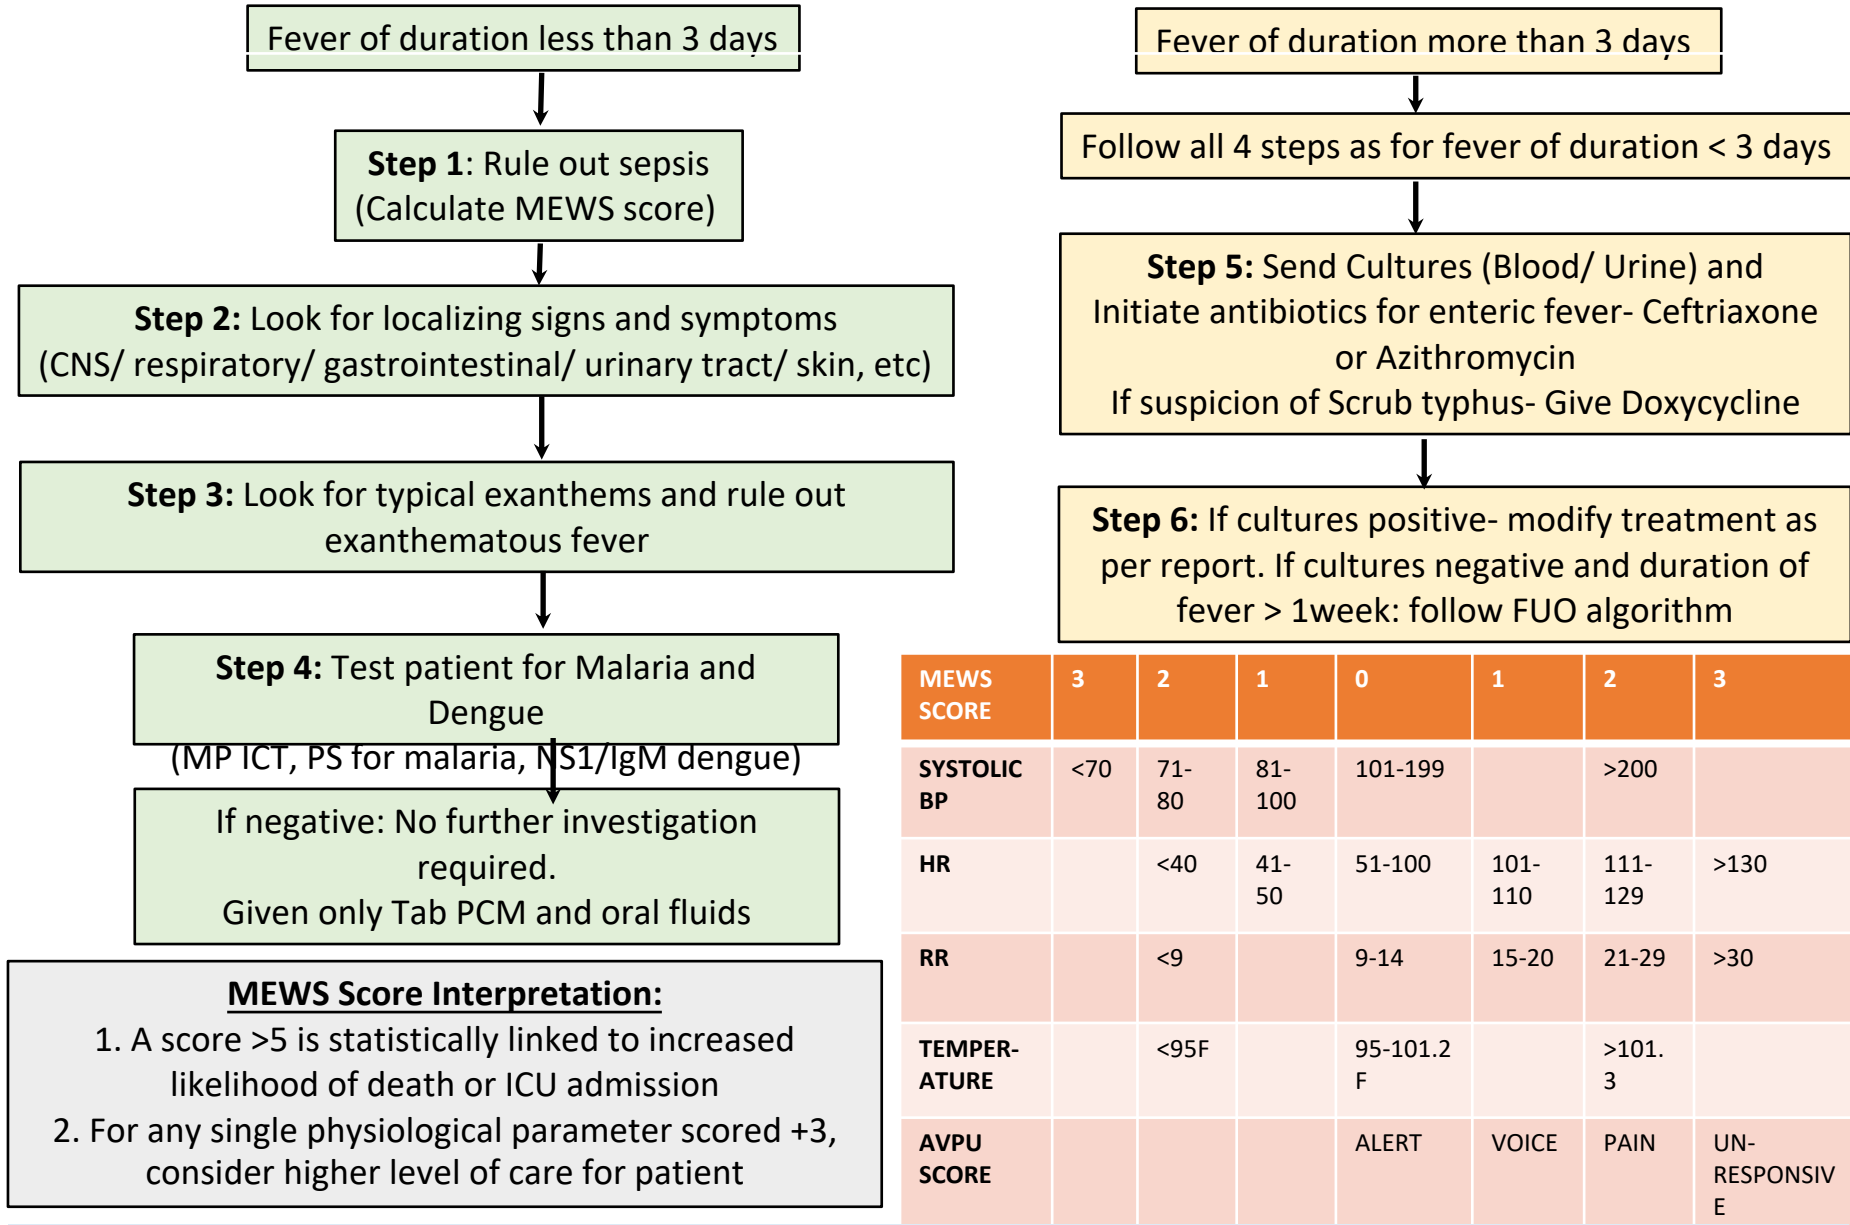 Fever of duration less than 3 days
Step 1: Rule out sepsis
(Calculate MEWS score)
Step 2: Look for localizing signs and symptoms
(CNS/ respiratory/ gastrointestinal/ urinary tract/ skin, etc)
Step 3: Look for typical exanthems and rule out
exanthematous fever
Step 4: Test patient for Malaria and
Dengue
(MP ICT, PS for malaria, NS1/IgM dengue)
If negative: No further investigation
required.
Given only Tab PCM and oral fluids
MEWS Score Interpretation:
1. A score >5 is statistically linked to increased
likelihood of death or ICU admission
2. For any single physiological parameter scored +3,
consider higher level of care for patient
Fever of duration more than 3 days
Follow all 4 steps as for fever of duration < 3 days
Step 5: Send Cultures (Blood/ Urine) and
Initiate antibiotics for enteric fever- Ceftriaxone
or Azithromycin
If suspicion of Scrub typhus- Give Doxycycline
Step 6: If cultures positive- modify treatment as
per report. If cultures negative and duration of
fever > 1week: follow FUO algorithm
MEWS 3 2 1 0 1 2 3
SCORE
SYSTOLIC <70 71- 81- 101-199 >200
BP 80 100
HR <40 41- 51-100 101- 111- >130
50 110 129
RR <9 9-14 15-20 21-29 >30
TEMPER- <95F 95-101.2 >101.
ATURE F 3
AVPU ALERT VOICE PAIN UN-
SCORE RESPONSIV
E